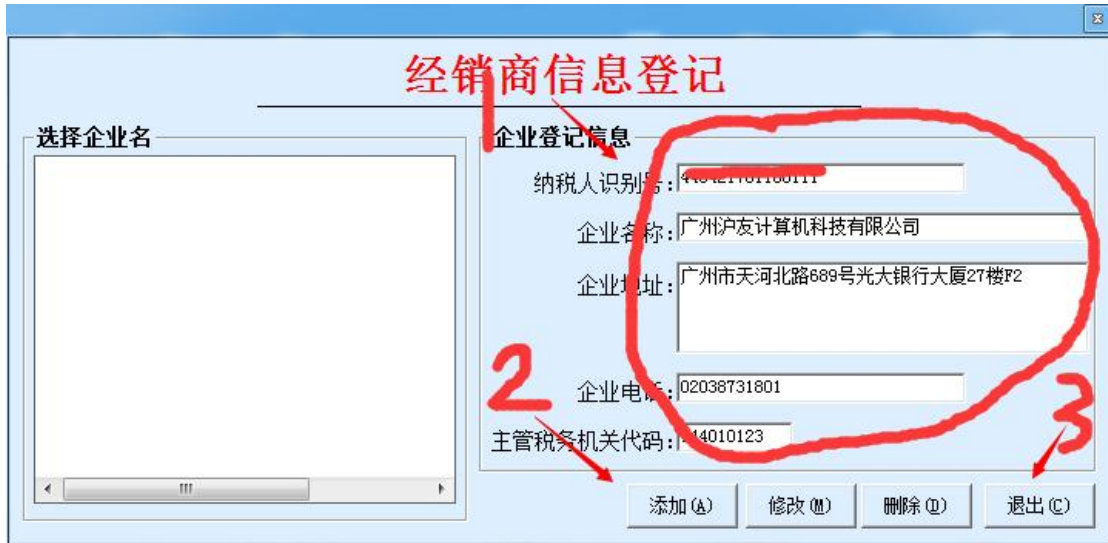 经销商信息登记
1
选择企业名
企业登记信息
纳税人识别号:
企业名称: 广州沪友计算机科技有限公司
企业地址: 广州市天河北路689号光大银行大厦27楼F2
2
企业电话: 02038731801
3
主管税务机关代码: 144010123
添加(A) 修改(M) 删除(D) 退出(C)